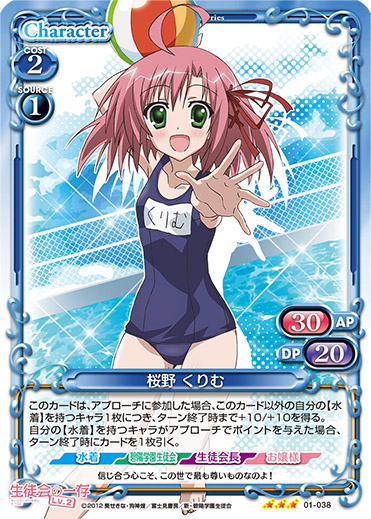 Character
ries
COST
2
SOURCE
1
くりむ
30 AP
DP 20
桜野 くりむ
このカードは、アプローチに参加した場合、このカード以外の自分の【水
着】を持つキャラ1枚につき、ターン終了時まで+10/+10を得る。
自分の【水着】を持つキャラがアプローチでポイントを与えた場合、
ターン終了時にカードを1枚引く。
水着 碧陽学園生徒会 生徒会長 お嬢様
信じ合う心こそ、この世で最も尊いものなのよ!
生徒会の一存 Lv.2
©2012 葵せきな・狗神煌/富士見書房/新・碧陽学園生徒会
01-038